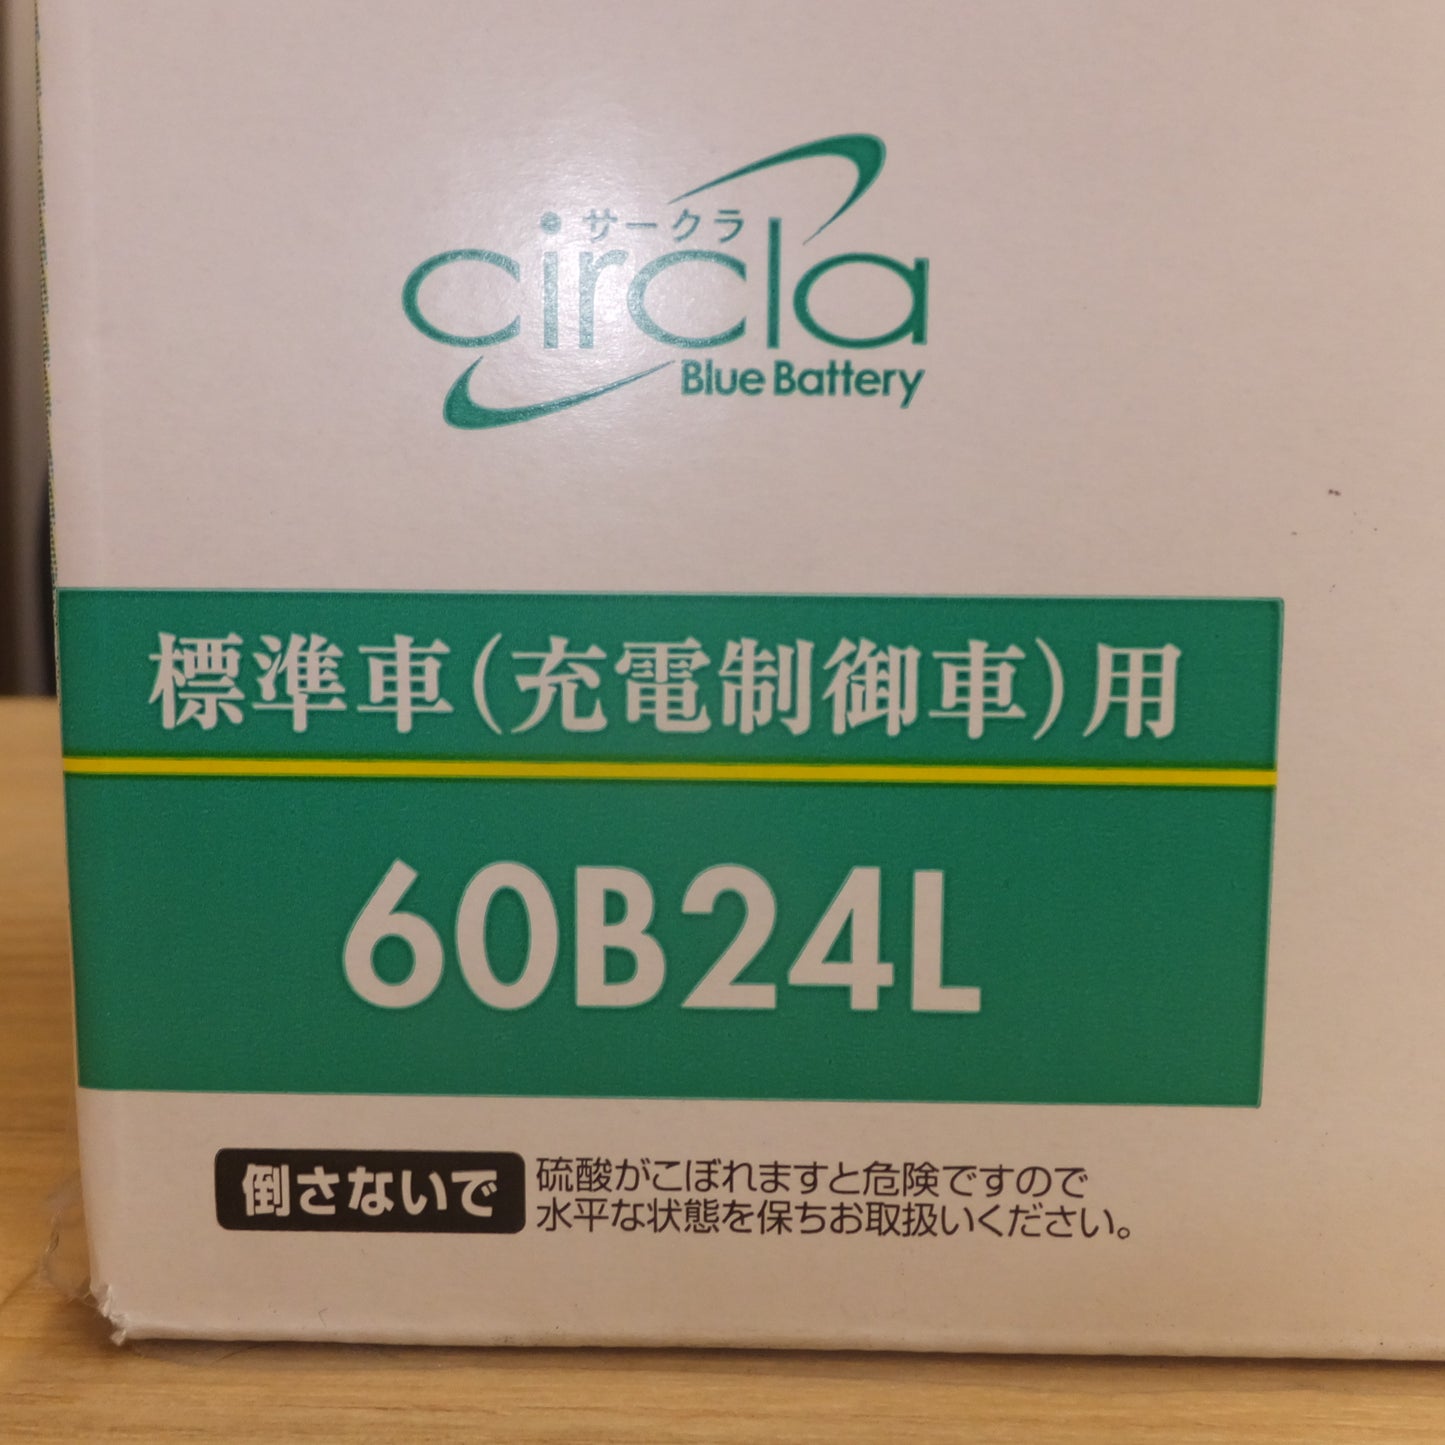 サークラ
circla
Blue Battery
標準車(充電制御車)用
60B24L
倒さないで
硫酸がこぼれますと危険ですので
水平な状態を保ちお取扱いください。